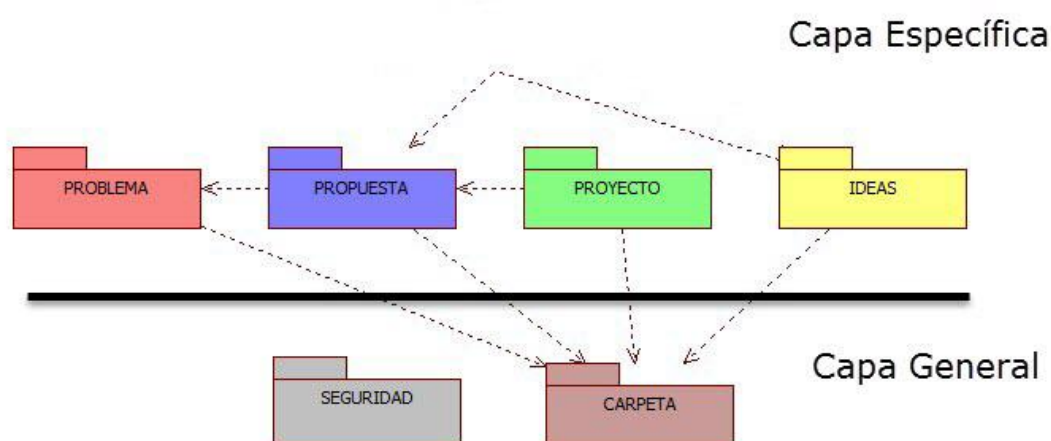 Capa Específica
PROBLEMA
PROPUESTA
PROYECTO
IDEAS
Capa General
SEGURIDAD
CARPETA